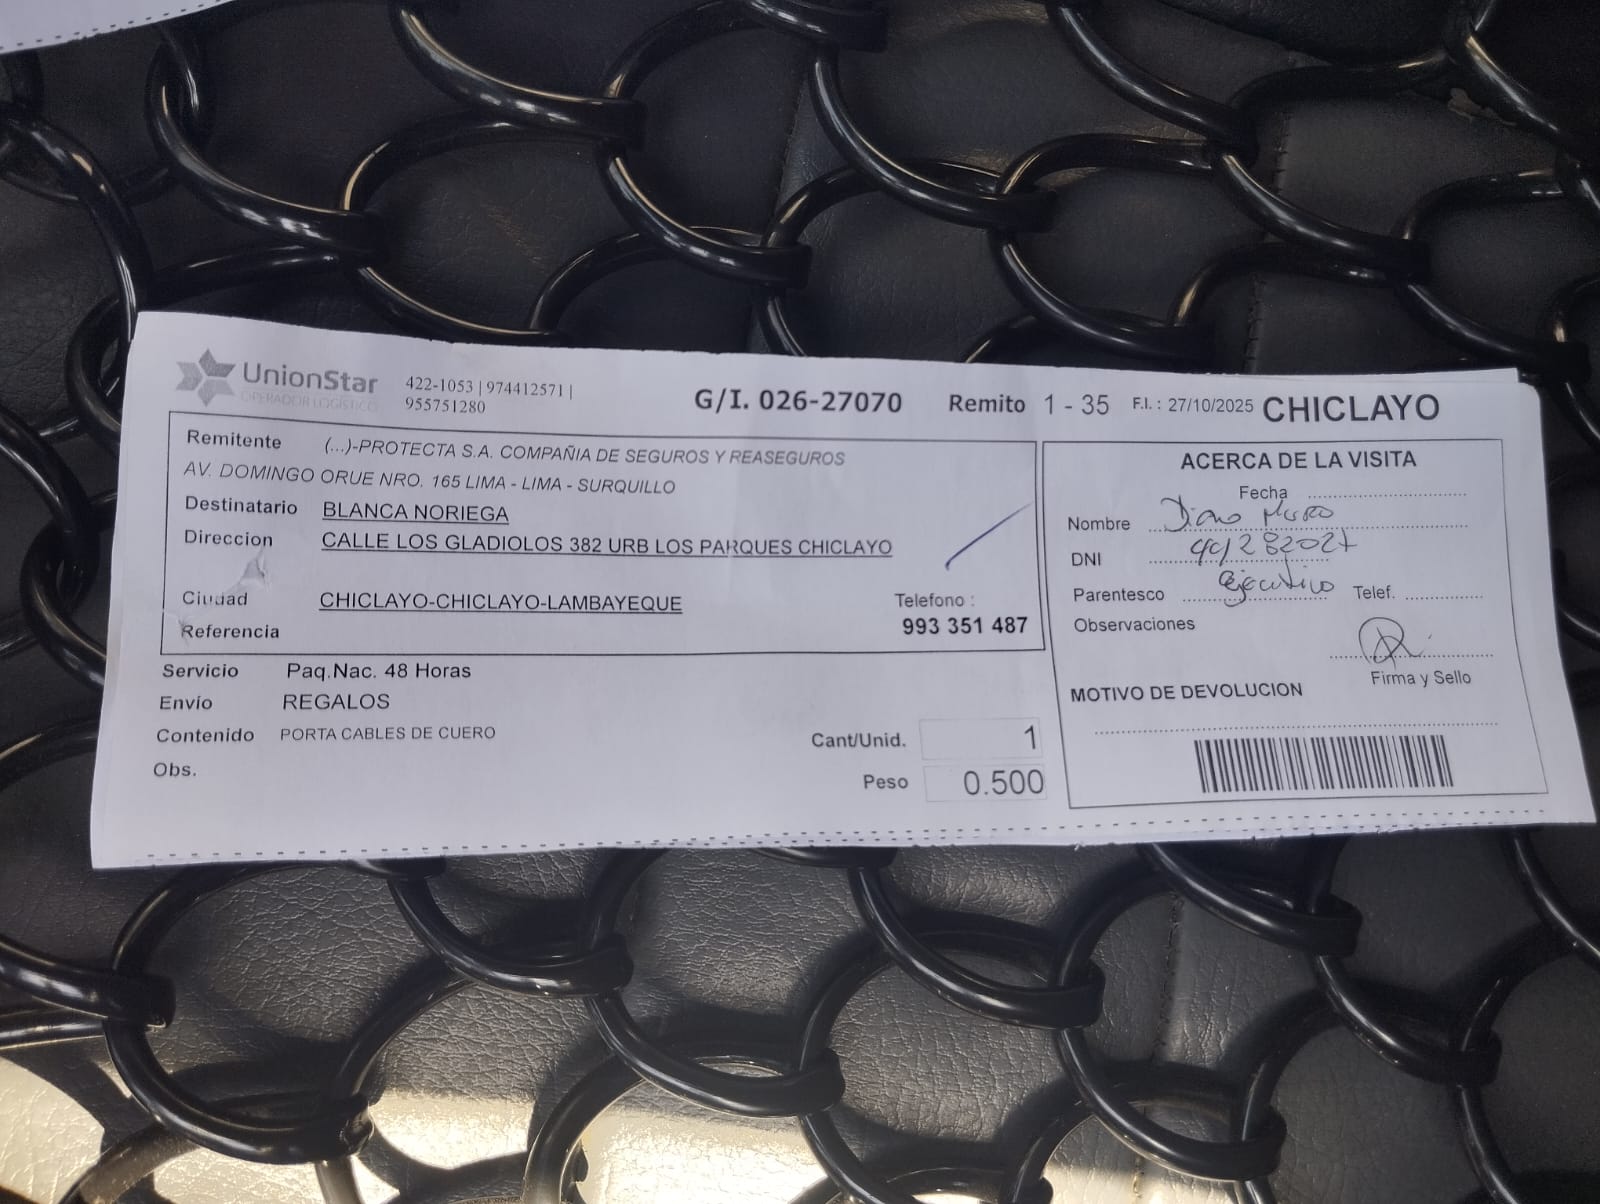 UnionStar
OPERADOR LOGISTICO
422-1053 | 974412571 |
955751280
G/I. 026-27070
Remito 1 - 35
F.I. : 27/10/2025
CHICLAYO
Remitente (...)-PROTECTA S.A. COMPAÑIA DE SEGUROS Y REASEGUROS
AV. DOMINGO ORUE NRO. 165 LIMA - LIMA - SURQUILLO
Destinatario BLANCA NORIEGA
Direccion CALLE LOS GLADIOLOS 382 URB LOS PARQUES CHICLAYO
Ciudad CHICLAYO-CHICLAYO-LAMBAYEQUE
Telefono :
993 351 487
Referencia
Servicio Paq.Nac. 48 Horas
Envío REGALOS
Contenido PORTA CABLES DE CUERO
Obs.
Cant/Unid. 1
Peso 0.500
ACERCA DE LA VISITA
Fecha
Nombre
DNI
Parentesco ejecutivo Telef.
Observaciones
Firma y Sello
MOTIVO DE DEVOLUCION